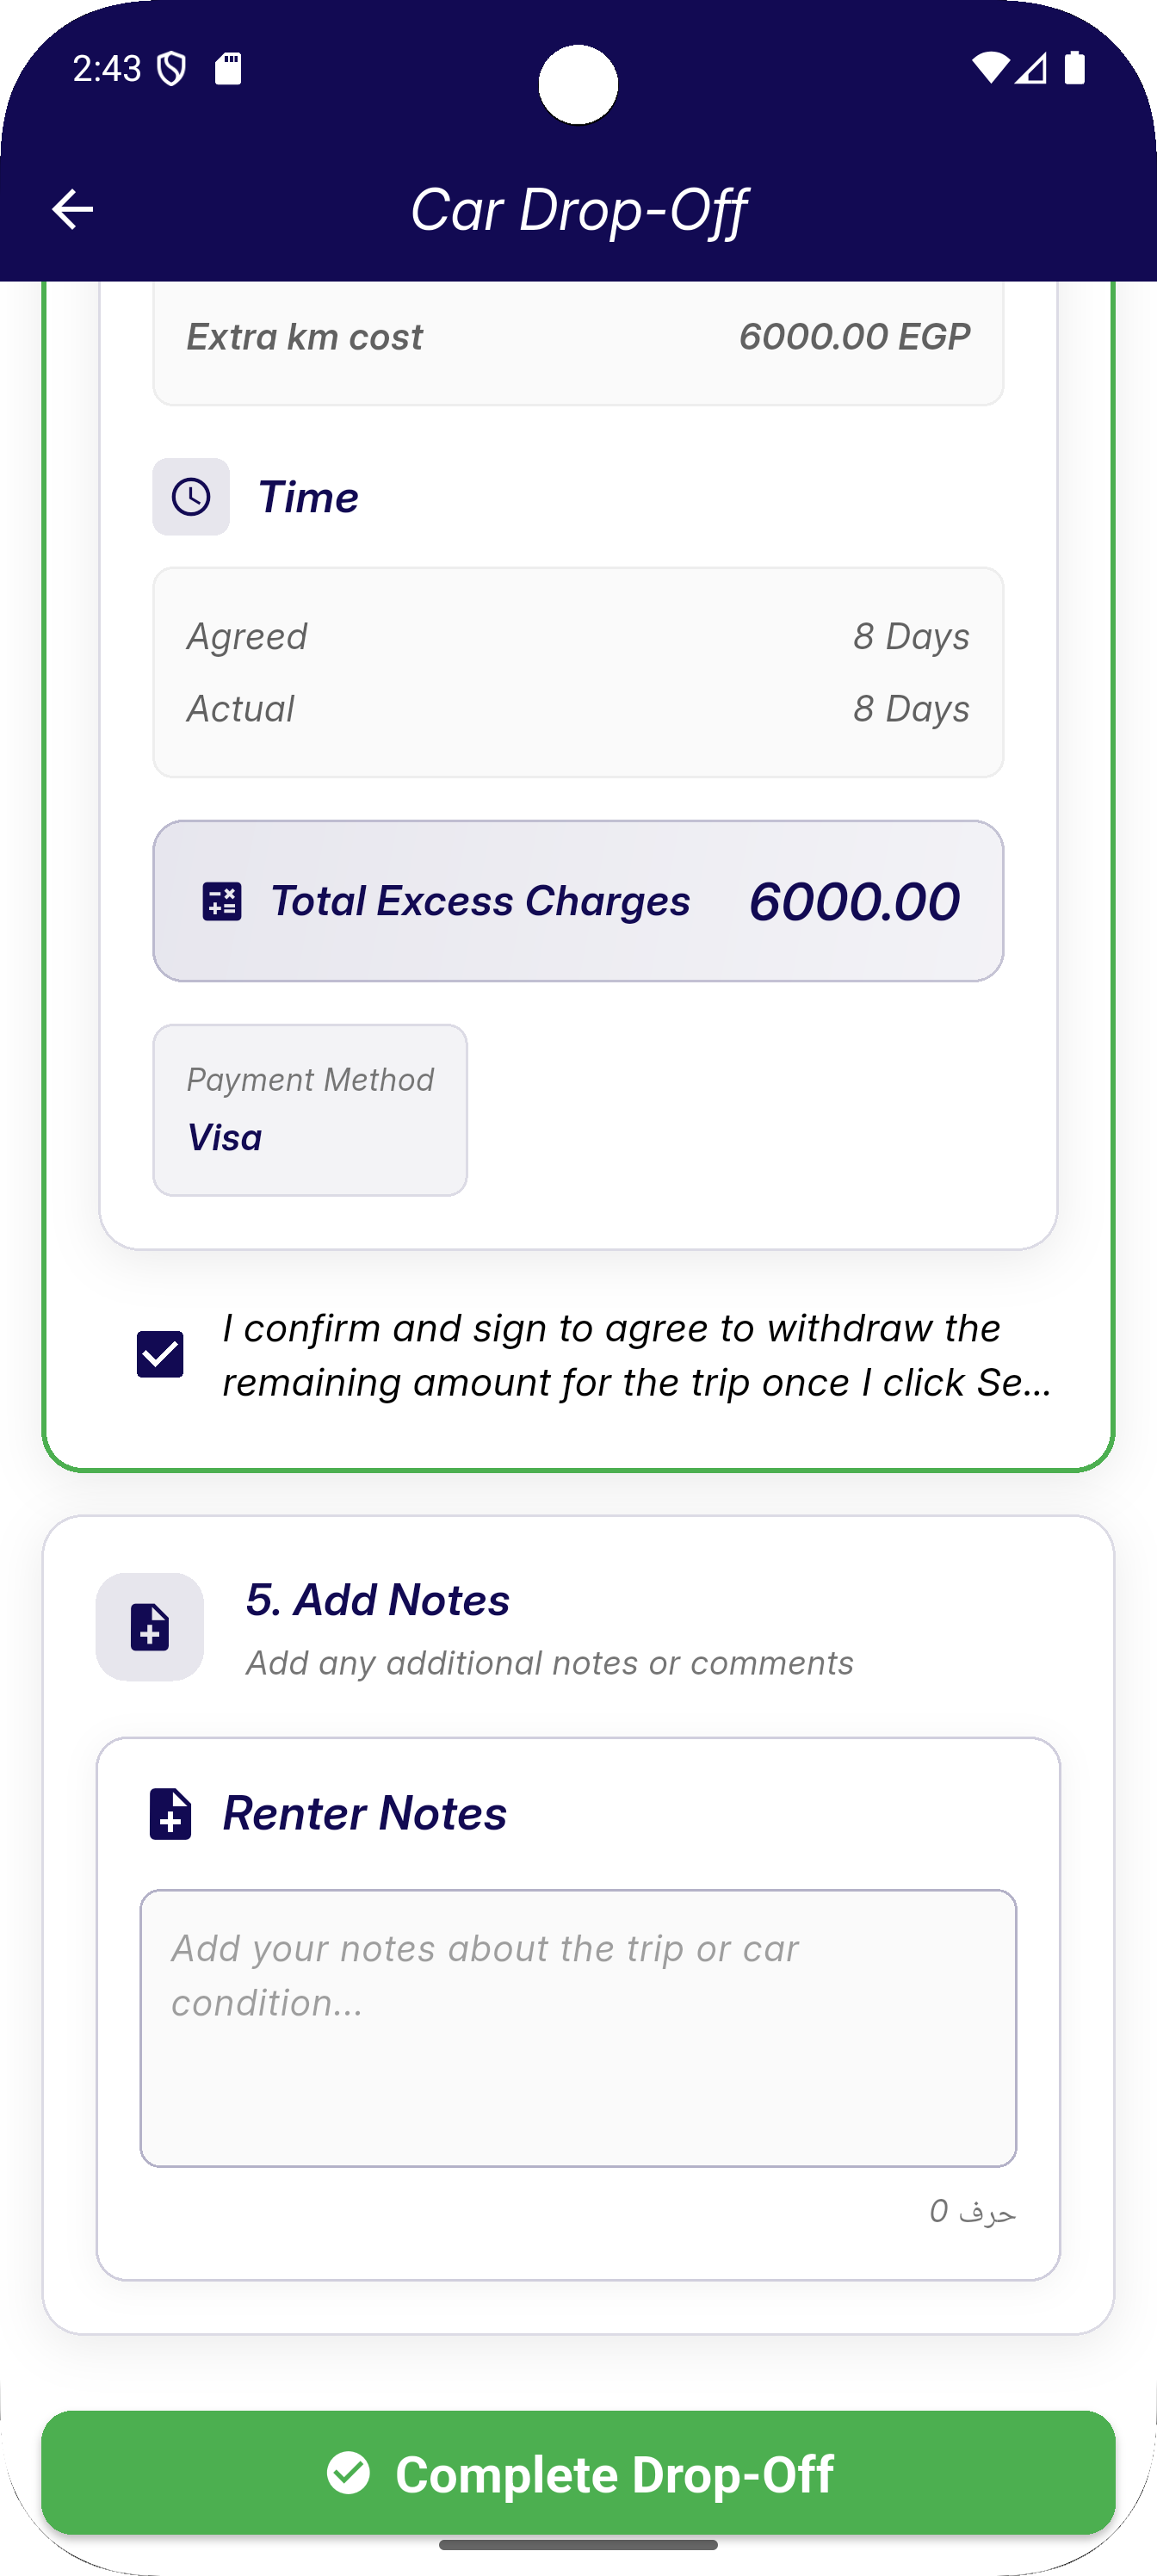 2:43
Car Drop-Off
Extra km cost 6000.00 EGP
Time
Agreed 8 Days
Actual 8 Days
Total Excess Charges 6000.00
Payment Method
Visa
I confirm and sign to agree to withdraw the
remaining amount for the trip once I click Se...
5. Add Notes
Add any additional notes or comments
Renter Notes
Add your notes about the trip or car
condition...
0 حرف
Complete Drop-Off